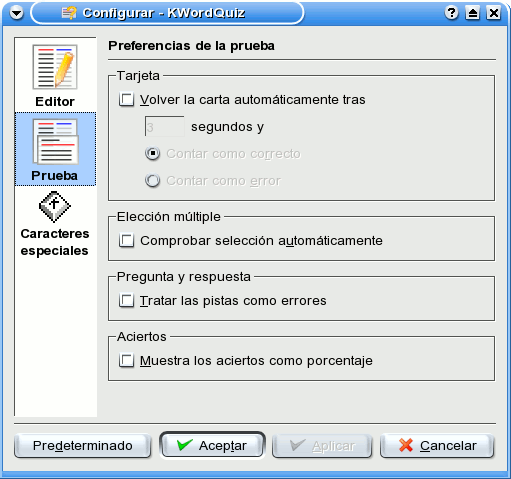 Configurar - KWordQuiz
Editor
Prueba
Caracteres
especiales
Preferencias de la prueba
Tarjeta
Volver la carta automáticamente tras
3 segundos y
Contar como correcto
Contar como error
Elección múltiple
Comprobar selección automáticamente
Pregunta y respuesta
Tratar las pistas como errores
Aciertos
Muestra los aciertos como porcentaje
Predeterminado Aceptar Aplicar Cancelar